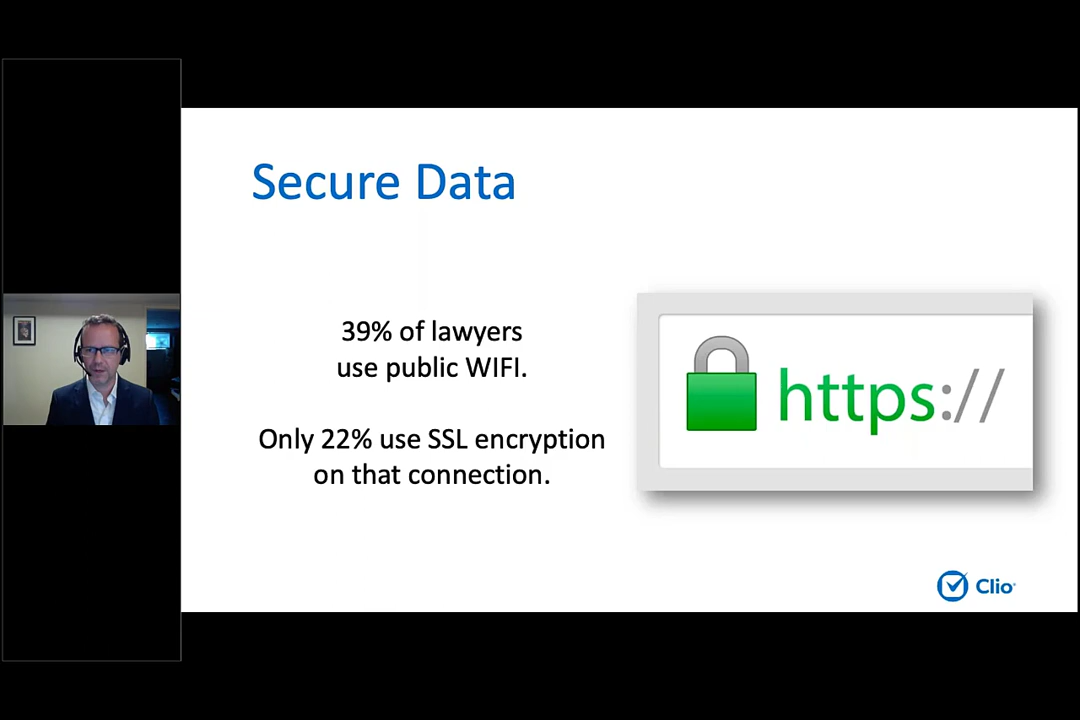 Secure Data
39% of lawyers
use public WIFI.
Only 22% use SSL encryption
on that connection.
https://
Clio